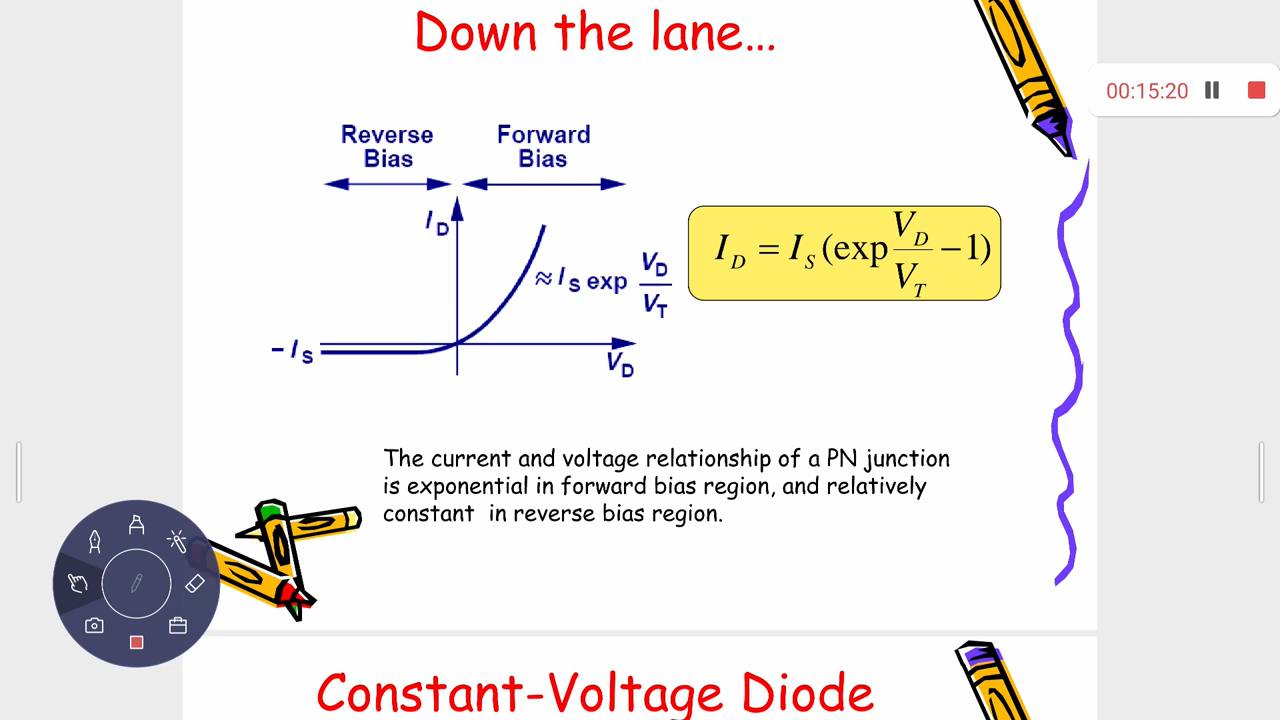 Down the lane...
00:15:20
Reverse Bias
Forward Bias
I_D
≈ I_S exp V_D / V_T
I_D = I_S (exp V_D / V_T − 1)
− I_S
V_D
The current and voltage relationship of a PN junction
is exponential in forward bias region, and relatively
constant in reverse bias region.
Constant-Voltage Diode